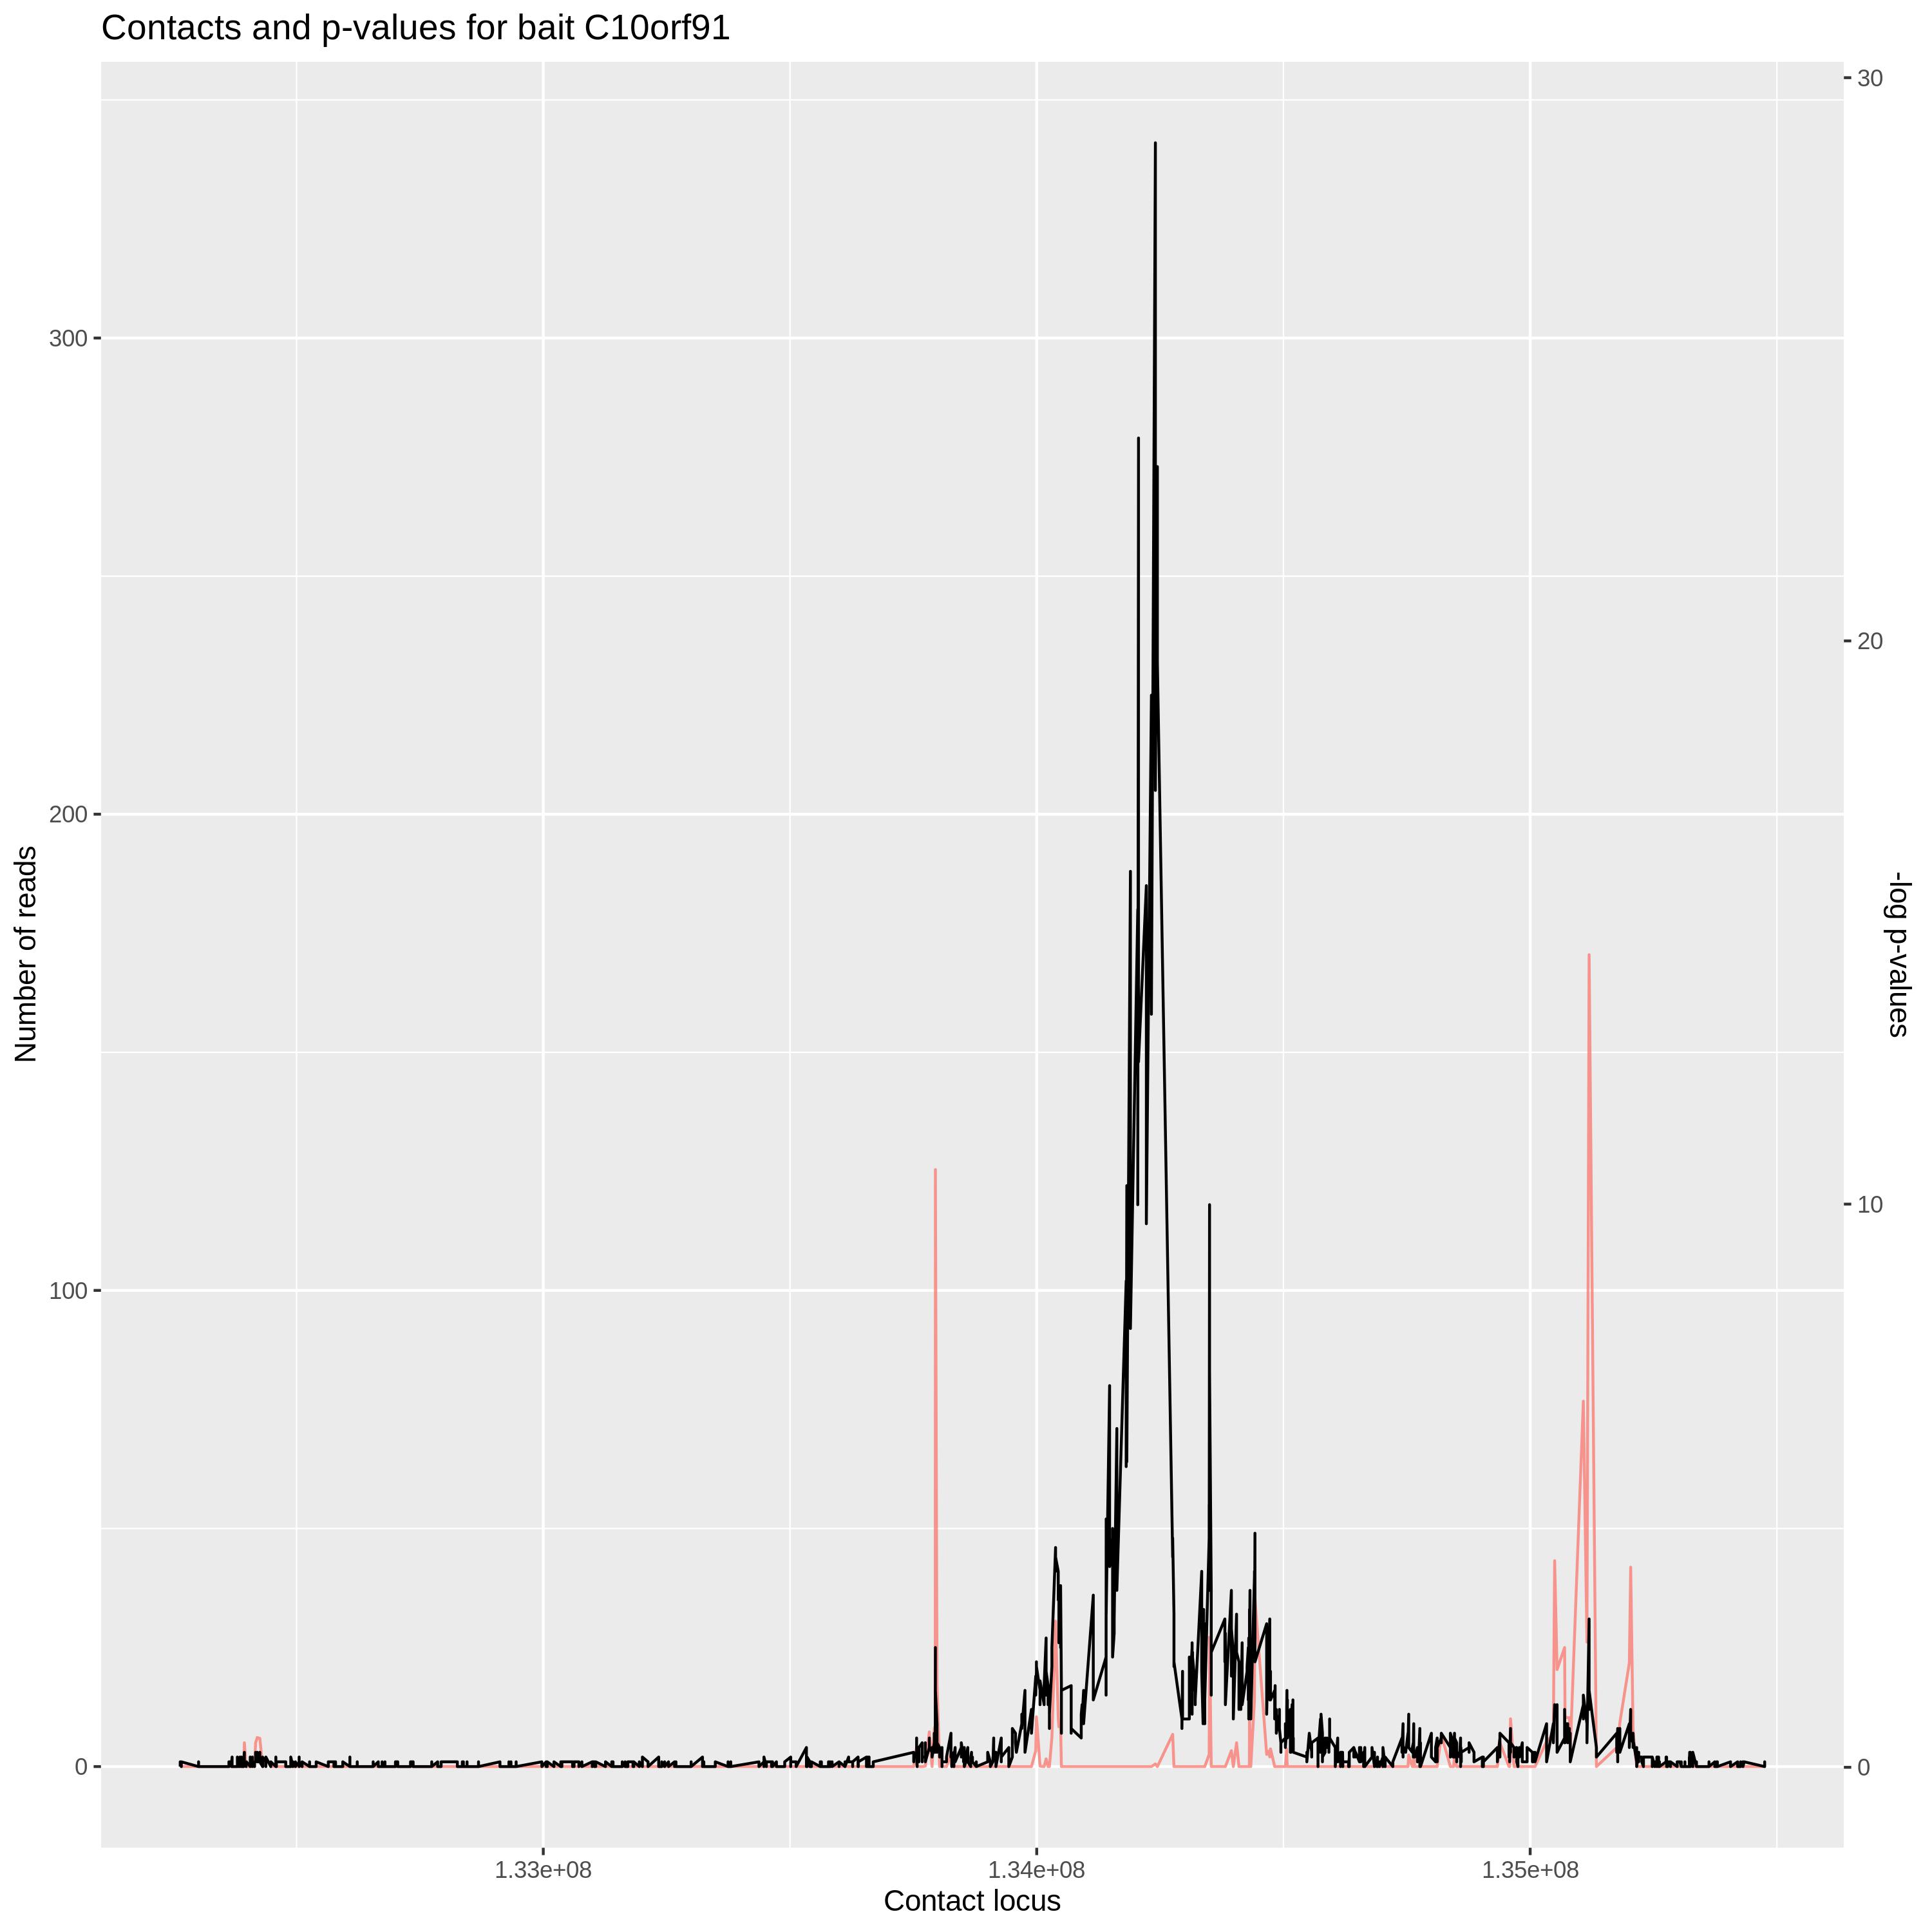 Contacts and p-values for bait C10orf91
30
300
20
200
Number of reads
-log p-values
10
100
0
0
1.33e+08
1.34e+08
1.35e+08
Contact locus